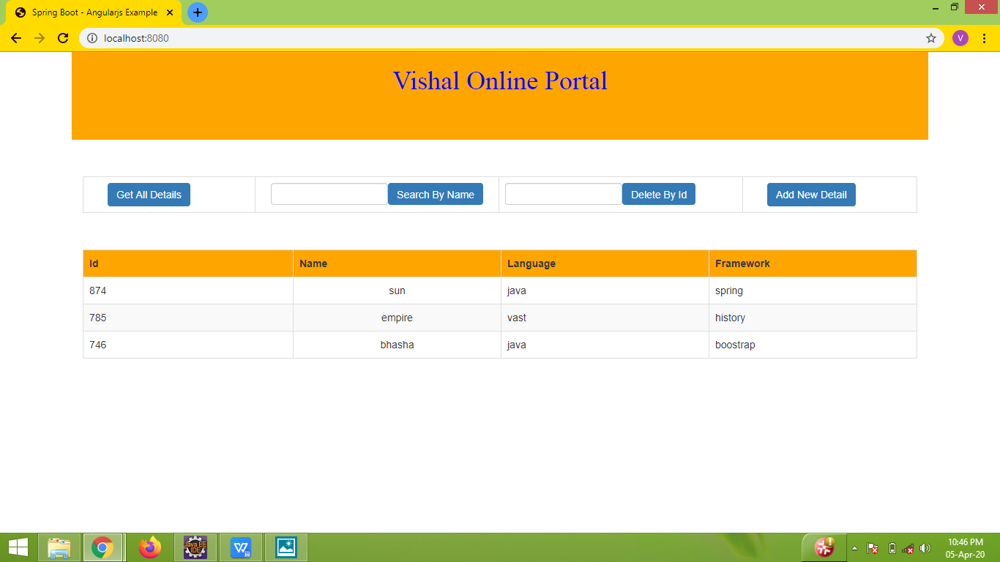 Spring Boot - Angularjs Example
localhost:8080
V
Vishal Online Portal
Get All Details Search By Name Delete By Id Add New Detail
Id Name Language Framework
874 sun java spring
785 empire vast history
746 bhasha java boostrap
Java EE
IDE
W
10:46 PM
05-Apr-20